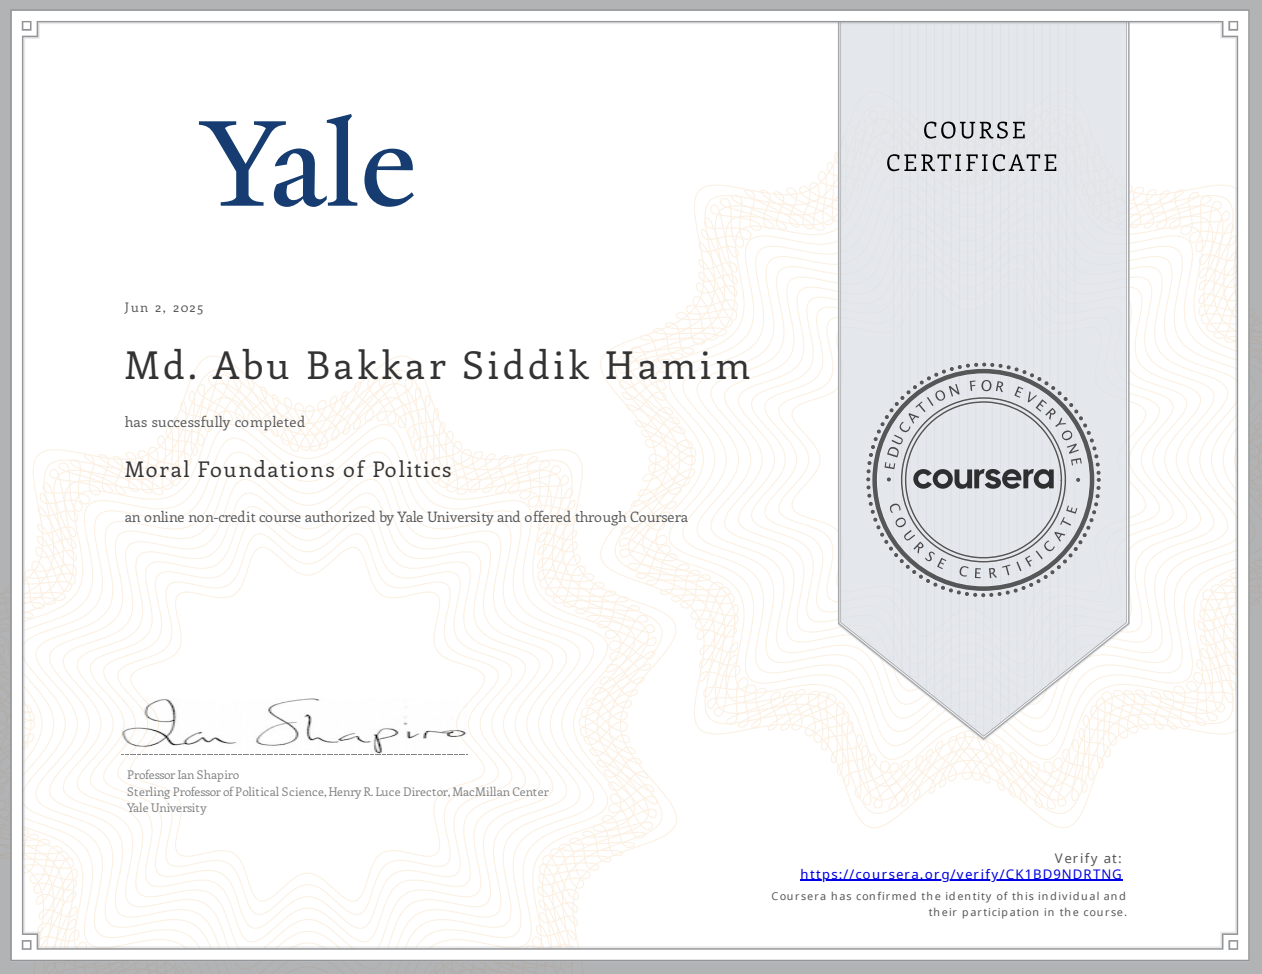 Yale
COURSE
CERTIFICATE
Jun 2, 2025
Md. Abu Bakkar Siddik Hamim
has successfully completed
Moral Foundations of Politics
an online non-credit course authorized by Yale University and offered through Coursera
EDUCATION FOR EVERYONE
coursera
COURSE CERTIFICATE
Ian Shapiro
Professor Ian Shapiro
Sterling Professor of Political Science, Henry R. Luce Director, MacMillan Center
Yale University
Verify at:
https://coursera.org/verify/CK1BD9NDRTNG
Coursera has confirmed the identity of this individual and
their participation in the course.